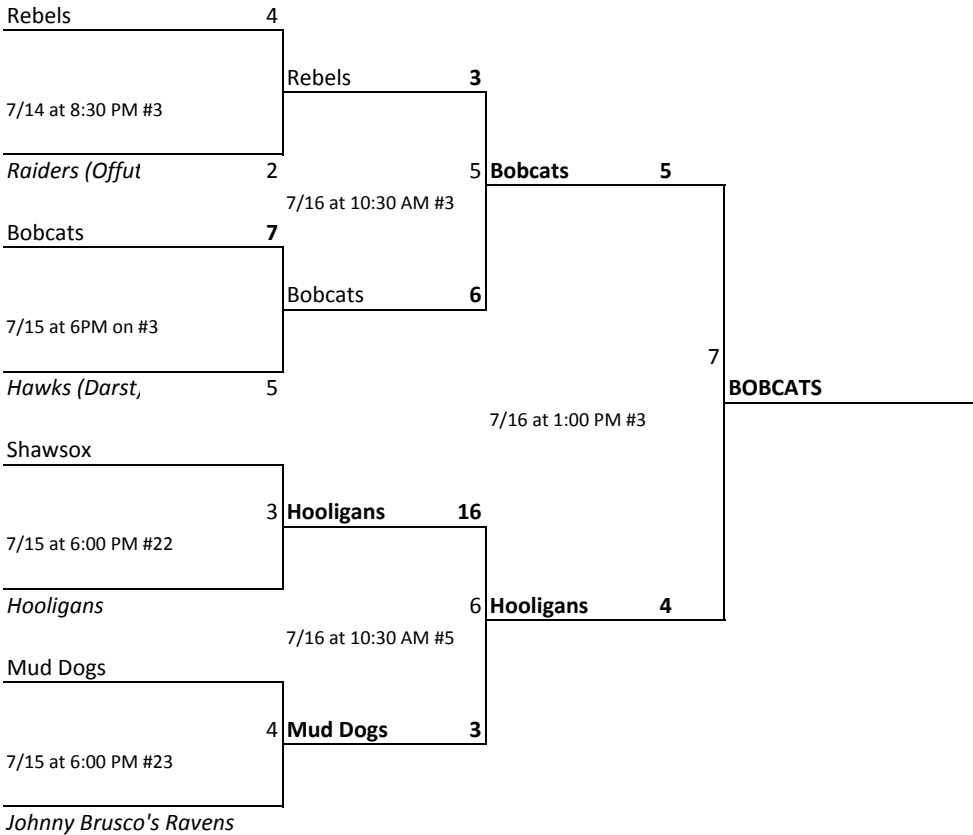 Rebels 4
Rebels 3
7/14 at 8:30 PM #3
Raiders (Offut 2
5 Bobcats 5
7/16 at 10:30 AM #3
Bobcats 7
Bobcats 6
7/15 at 6PM on #3
7
Hawks (Darst, 5
BOBCATS
7/16 at 1:00 PM #3
Shawsox
3 Hooligans 16
7/15 at 6:00 PM #22
Hooligans
6 Hooligans 4
7/16 at 10:30 AM #5
Mud Dogs
4 Mud Dogs 3
7/15 at 6:00 PM #23
Johnny Brusco's Ravens